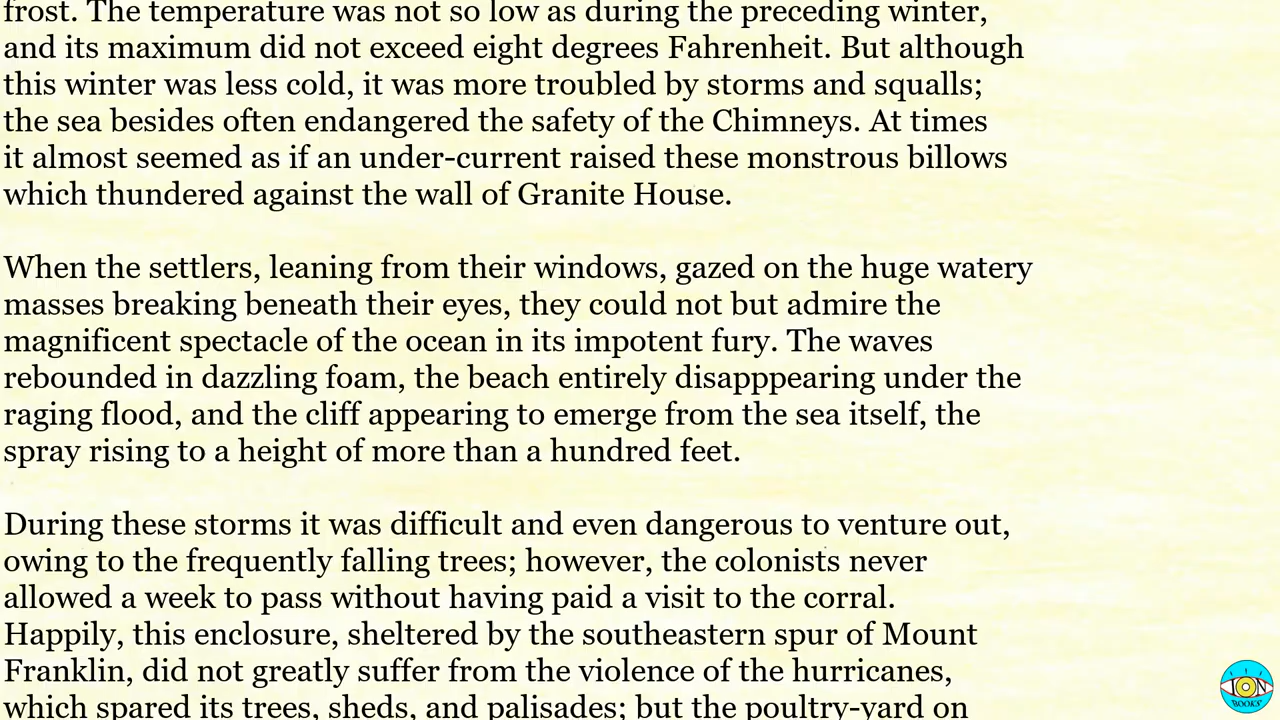 frost. The temperature was not so low as during the preceding winter,
and its maximum did not exceed eight degrees Fahrenheit. But although
this winter was less cold, it was more troubled by storms and squalls;
the sea besides often endangered the safety of the Chimneys. At times
it almost seemed as if an under-current raised these monstrous billows
which thundered against the wall of Granite House.
When the settlers, leaning from their windows, gazed on the huge watery
masses breaking beneath their eyes, they could not but admire the
magnificent spectacle of the ocean in its impotent fury. The waves
rebounded in dazzling foam, the beach entirely disapppearing under the
raging flood, and the cliff appearing to emerge from the sea itself, the
spray rising to a height of more than a hundred feet.
During these storms it was difficult and even dangerous to venture out,
owing to the frequently falling trees; however, the colonists never
allowed a week to pass without having paid a visit to the corral.
Happily, this enclosure, sheltered by the southeastern spur of Mount
Franklin, did not greatly suffer from the violence of the hurricanes,
which spared its trees, sheds, and palisades; but the poultry-yard on
ION
BOOKS